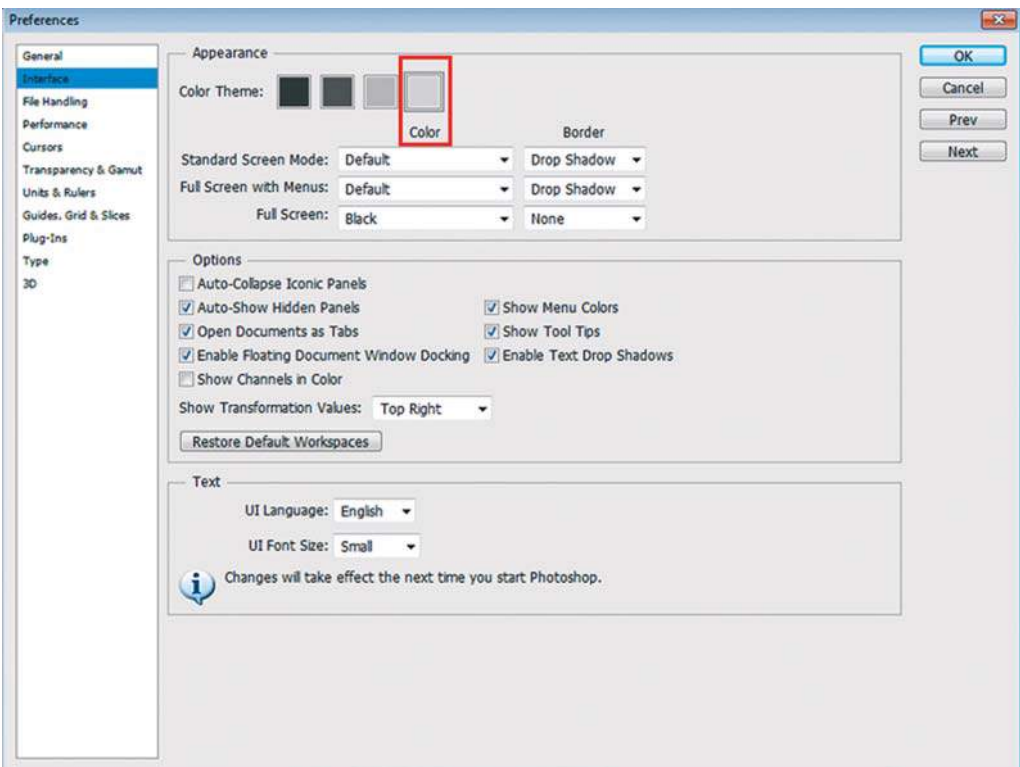 Preferences
General
Interface
File Handling
Performance
Cursors
Transparency & Gamut
Units & Rulers
Guides, Grid & Slices
Plug-Ins
Type
3D
Appearance
Color Theme:
Color Border
Standard Screen Mode: Default Drop Shadow
Full Screen with Menus: Default Drop Shadow
Full Screen: Black None
Options
Auto-Collapse Iconic Panels
Auto-Show Hidden Panels Show Menu Colors
Open Documents as Tabs Show Tool Tips
Enable Floating Document Window Docking Enable Text Drop Shadows
Show Channels in Color
Show Transformation Values: Top Right
Restore Default Workspaces
Text
UI Language: English
UI Font Size: Small
Changes will take effect the next time you start Photoshop.
OK
Cancel
Prev
Next